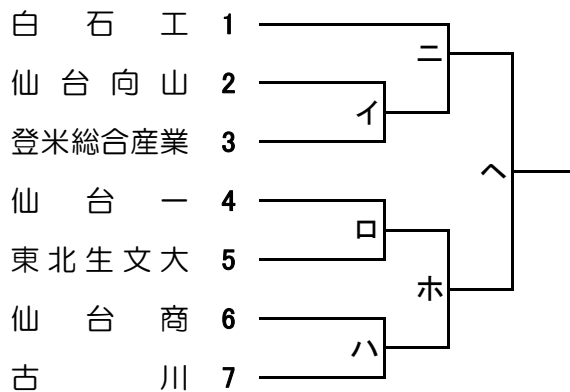 白石工 1
仙台向山 2
登米総合産業 3
仙台一 4
東北生文大 5
仙台商 6
古川 7
ニ
イ
ヘ
ロ
ホ
ハ